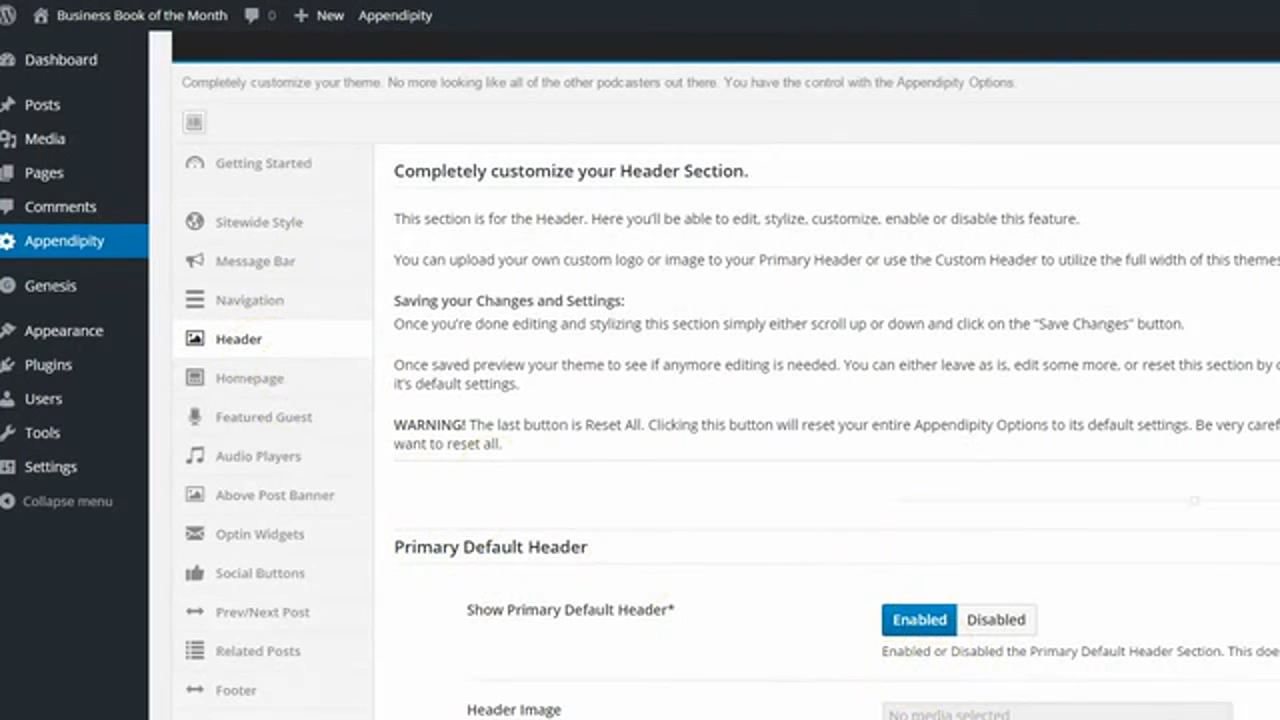 Business Book of the Month 0 New Appendipity
Dashboard
Posts
Media
Pages
Comments
Appendipity
Genesis
Appearance
Plugins
Users
Tools
Settings
Collapse menu
Completely customize your theme. No more looking like all of the other podcasters out there. You have the control with the Appendipity Options.
Getting Started
Sitewide Style
Message Bar
Navigation
Header
Homepage
Featured Guest
Audio Players
Above Post Banner
Optin Widgets
Social Buttons
Prev/Next Post
Related Posts
Footer
Completely customize your Header Section.
This section is for the Header. Here you'll be able to edit, stylize, customize, enable or disable this feature.
You can upload your own custom logo or image to your Primary Header or use the Custom Header to utilize the full width of this themes
Saving your Changes and Settings:
Once you're done editing and stylizing this section simply either scroll up or down and click on the "Save Changes" button.
Once saved preview your theme to see if anymore editing is needed. You can either leave as is, edit some more, or reset this section by
it's default settings.
WARNING! The last button is Reset All. Clicking this button will reset your entire Appendipity Options to its default settings. Be very
want to reset all.
Primary Default Header
Show Primary Default Header*
Enabled Disabled
Enabled or Disabled the Primary Default Header Section. This
Header Image
No media selected